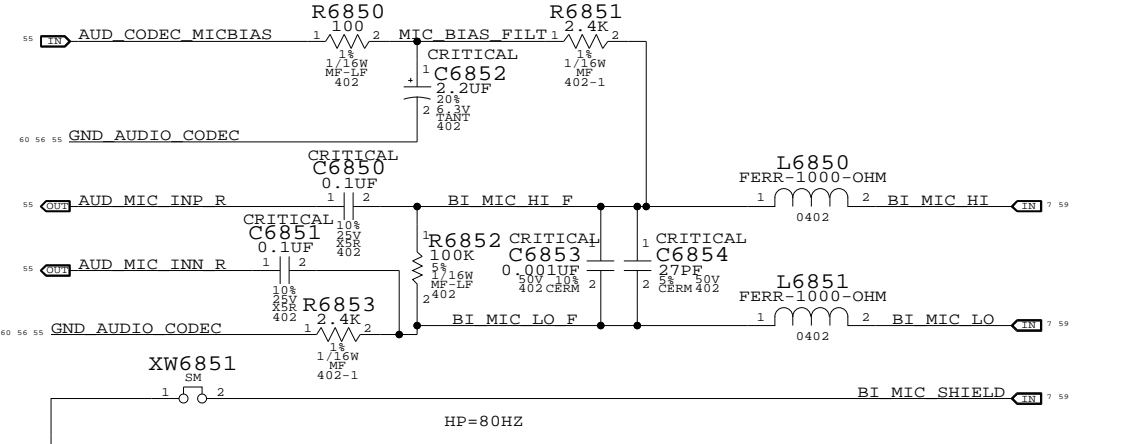 R6850
R6851
55 IN AUD_CODEC_MICBIAS 1 100 2 MIC_BIAS_FILT 1 2.4K 2
1%
1/16W
MF-LF
402
1%
1/16W
MF
402-1
CRITICAL
1 C6852
+ 2.2UF
20%
2 6.3V
TANT
402
60 56 55 GND_AUDIO_CODEC
CRITICAL
C6850
0.1UF
L6850
FERR-1000-OHM
55 OUT AUD_MIC_INP_R 1 2 BI_MIC_HI_F 1 2 BI_MIC_HI IN 7 59
0402
10%
25V
X5R
402
CRITICAL
C6851
0.1UF
R6852
1
100K
5%
1/16W
MF-LF
2 402
CRITICAL
1
C6853
0.001UF
50V 10%
402 CERM 2
1 CRITICAL
C6854
27PF
5% 50V
2 CERM 402
55 OUT AUD_MIC_INN_R 1 2
10%
25V
X5R
402
L6851
FERR-1000-OHM
R6853
2.4K
BI_MIC_LO_F 1 2 BI_MIC_LO IN 7 59
0402
60 56 55 GND_AUDIO_CODEC 1 2
1%
1/16W
MF
402-1
XW6851
SM
1 2 BI_MIC_SHIELD IN 7 59
HP=80HZ